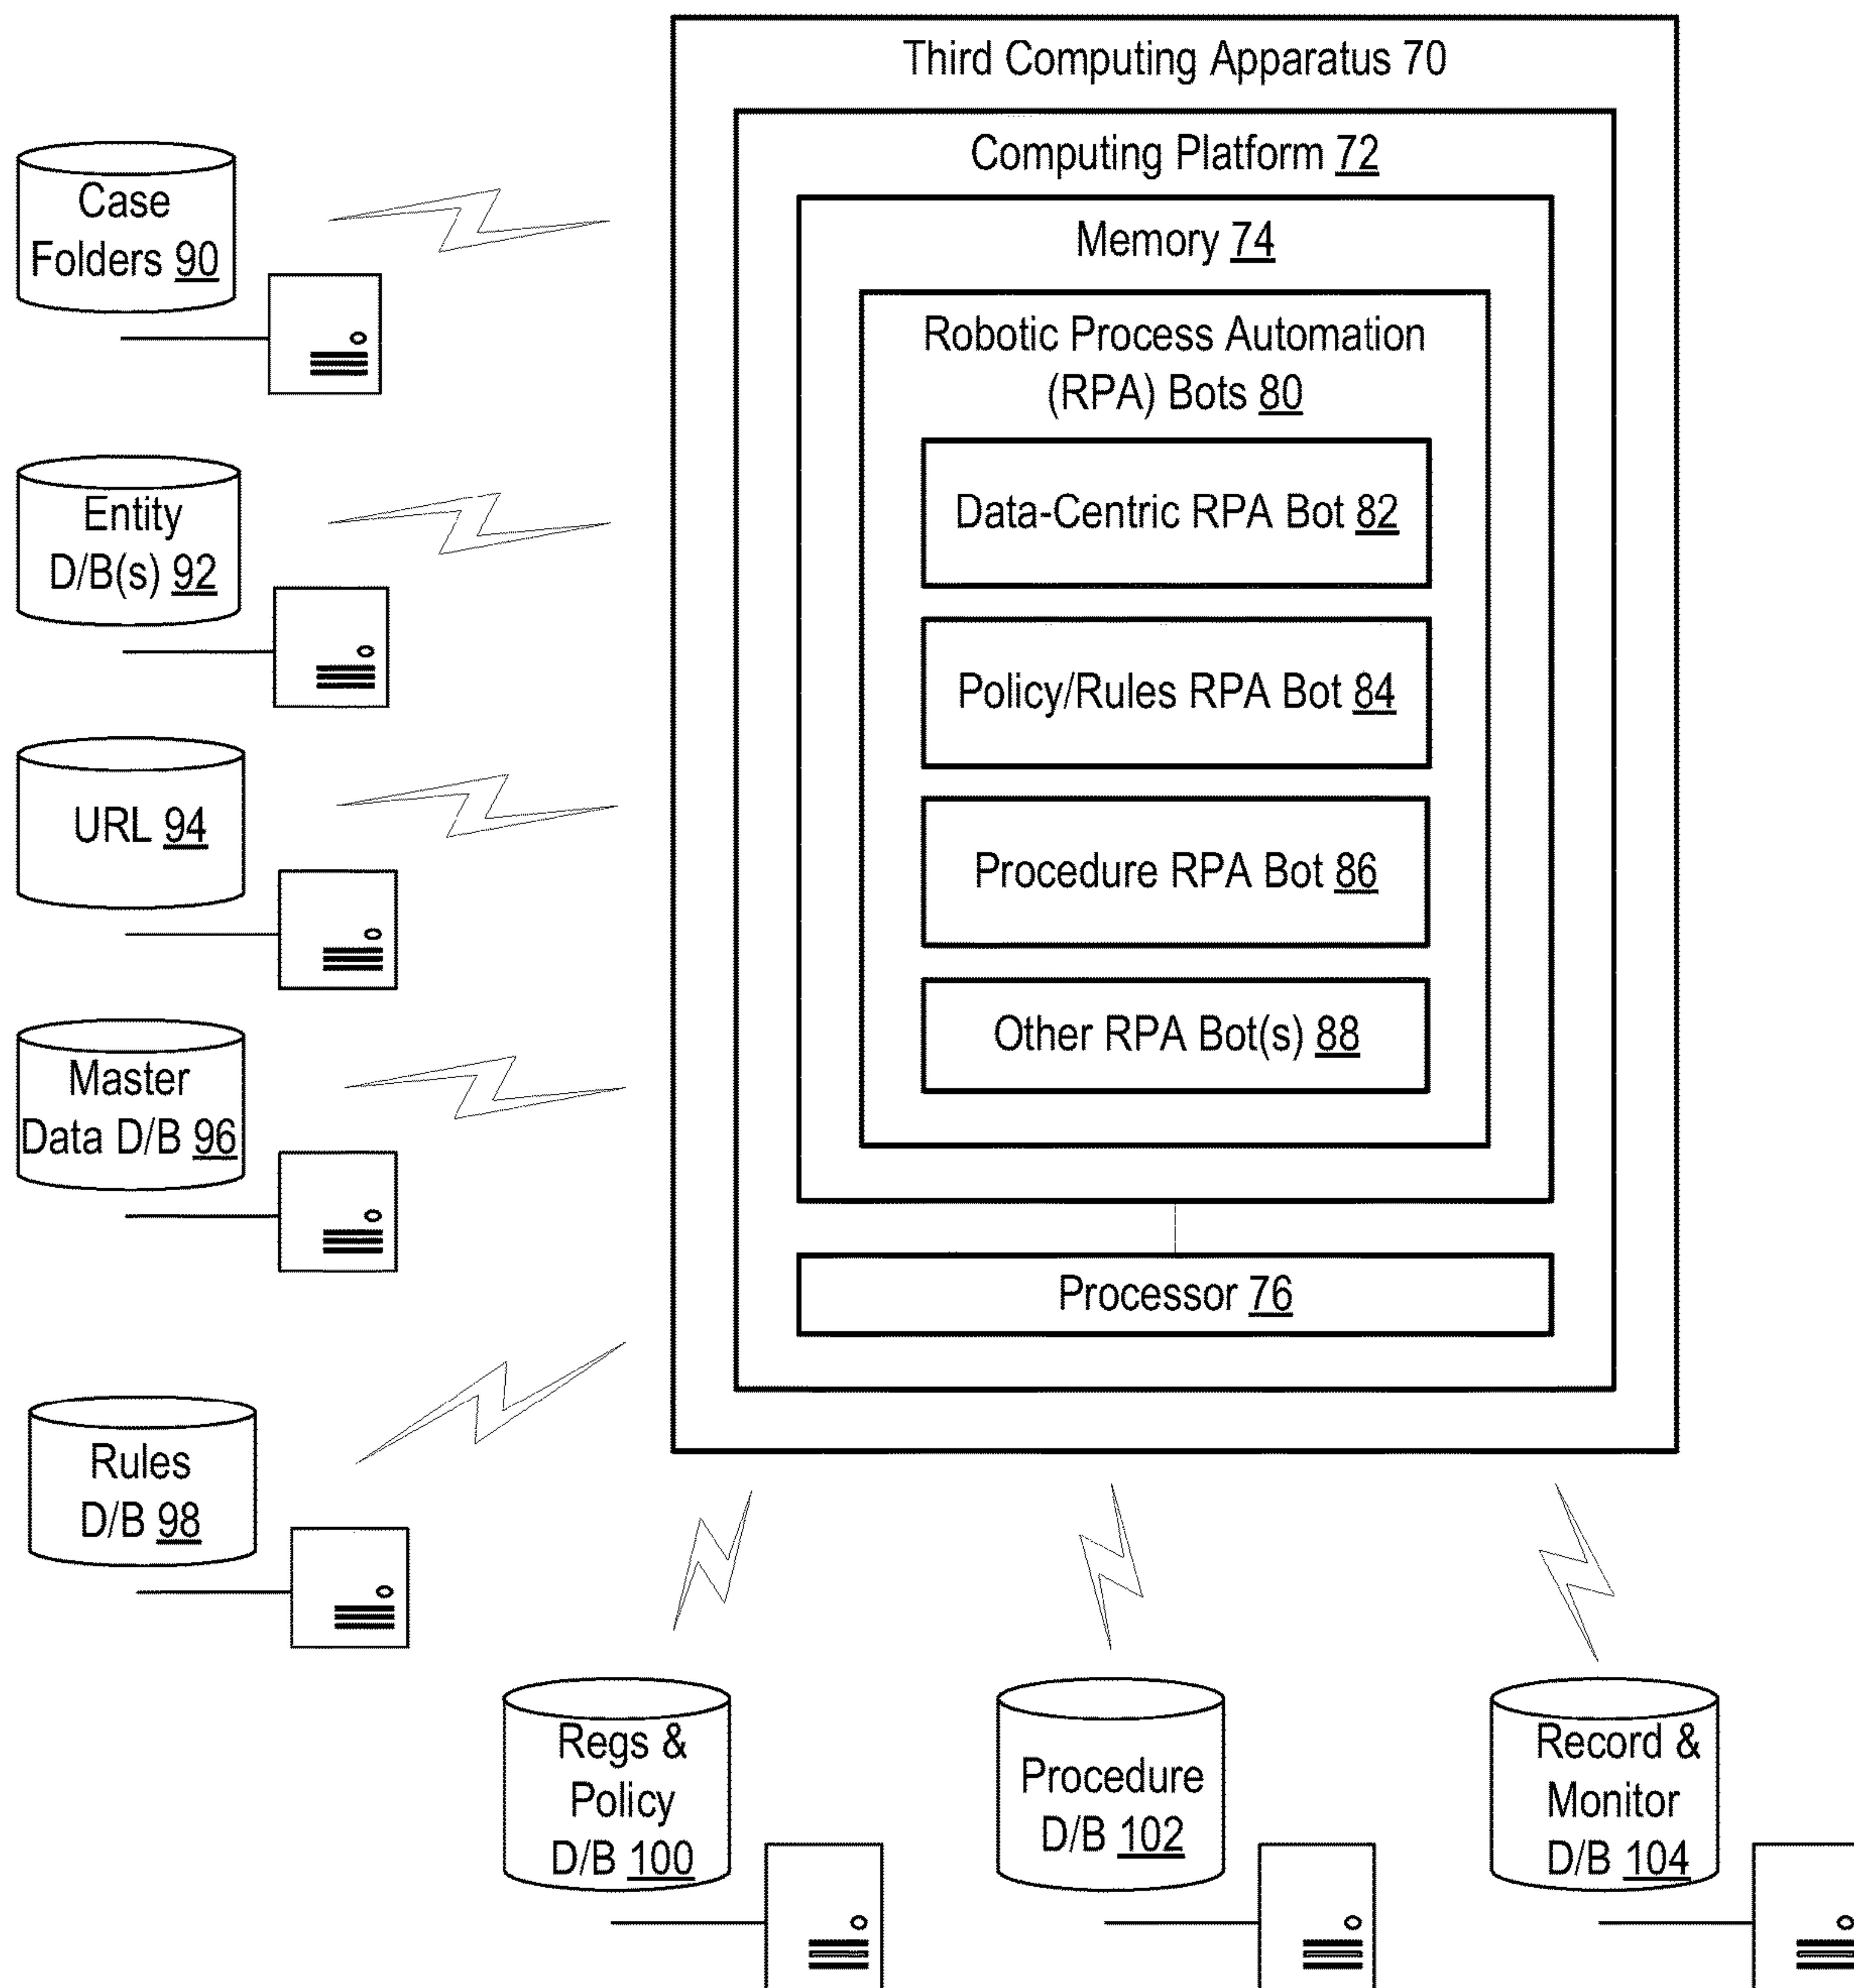 Third Computing Apparatus 70
Computing Platform 72
Memory 74
Robotic Process Automation
(RPA) Bots 80
Data-Centric RPA Bot 82
Policy/Rules RPA Bot 84
Procedure RPA Bot 86
Other RPA Bot(s) 88
Processor 76
Case
Folders 90
Entity
D/B(s) 92
URL 94
Master
Data D/B 96
Rules
D/B 98
Regs &
Policy
D/B 100
Procedure
D/B 102
Record &
Monitor
D/B 104